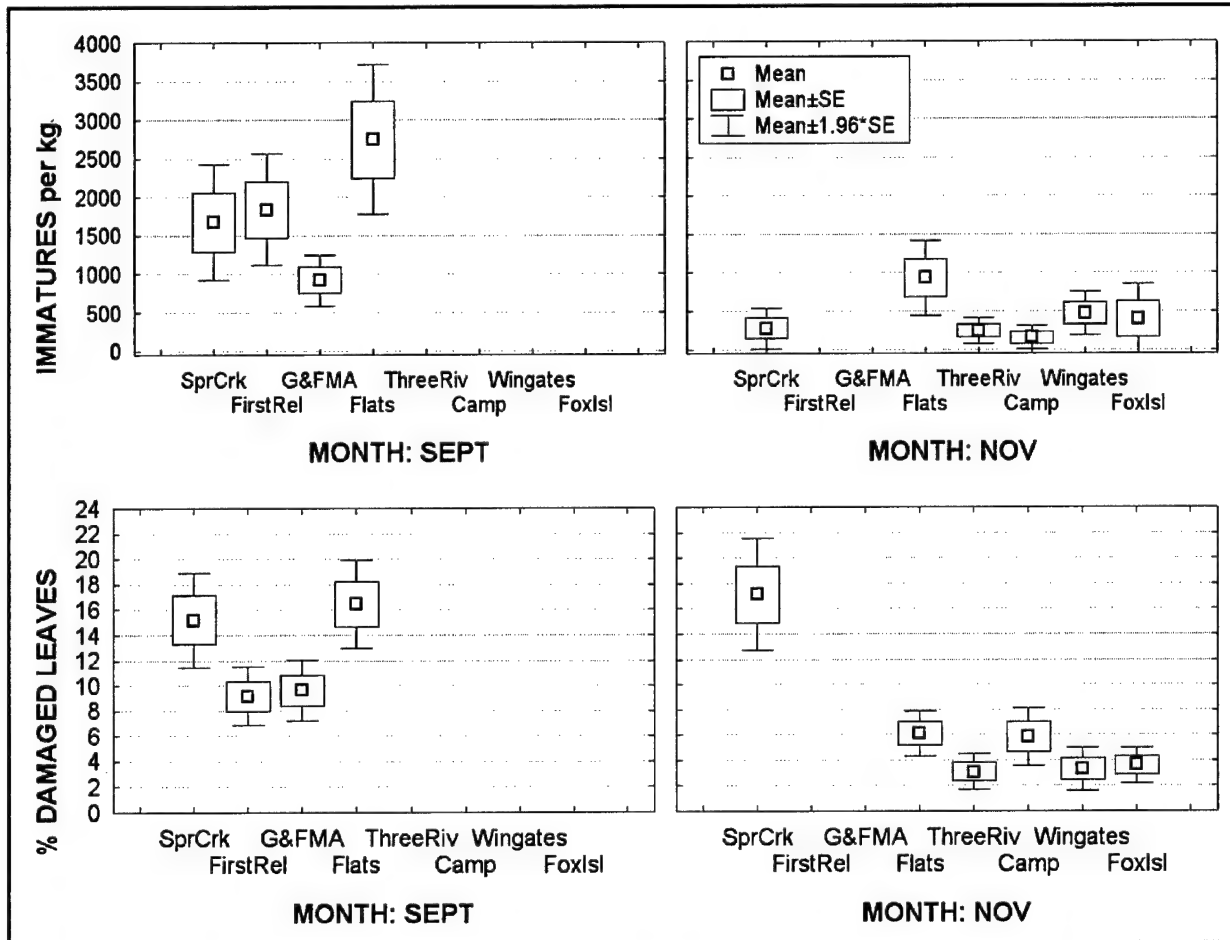 IMMATURES per kg.
4000
3500
3000
2500
2000
1500
1000
500
0
SprCrk G&FMA ThreeRiv Wingates
FirstRel Flats Camp FoxIsl
MONTH: SEPT
Mean
Mean±SE
Mean±1.96*SE
SprCrk G&FMA ThreeRiv Wingates
FirstRel Flats Camp FoxIsl
MONTH: NOV
% DAMAGED LEAVES
24
22
20
18
16
14
12
10
8
6
4
2
0
SprCrk G&FMA ThreeRiv Wingates
FirstRel Flats Camp FoxIsl
MONTH: SEPT
SprCrk G&FMA ThreeRiv Wingates
FirstRel Flats Camp FoxIsl
MONTH: NOV